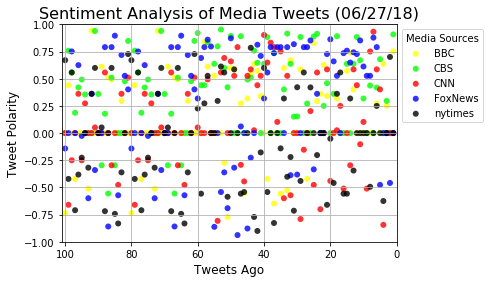 Sentiment Analysis of Media Tweets (06/27/18)
Tweet Polarity
1.00
0.75
0.50
0.25
0.00
−0.25
−0.50
−0.75
−1.00
100
80
60
40
20
0
Tweets Ago
Media Sources
BBC
CBS
CNN
FoxNews
nytimes